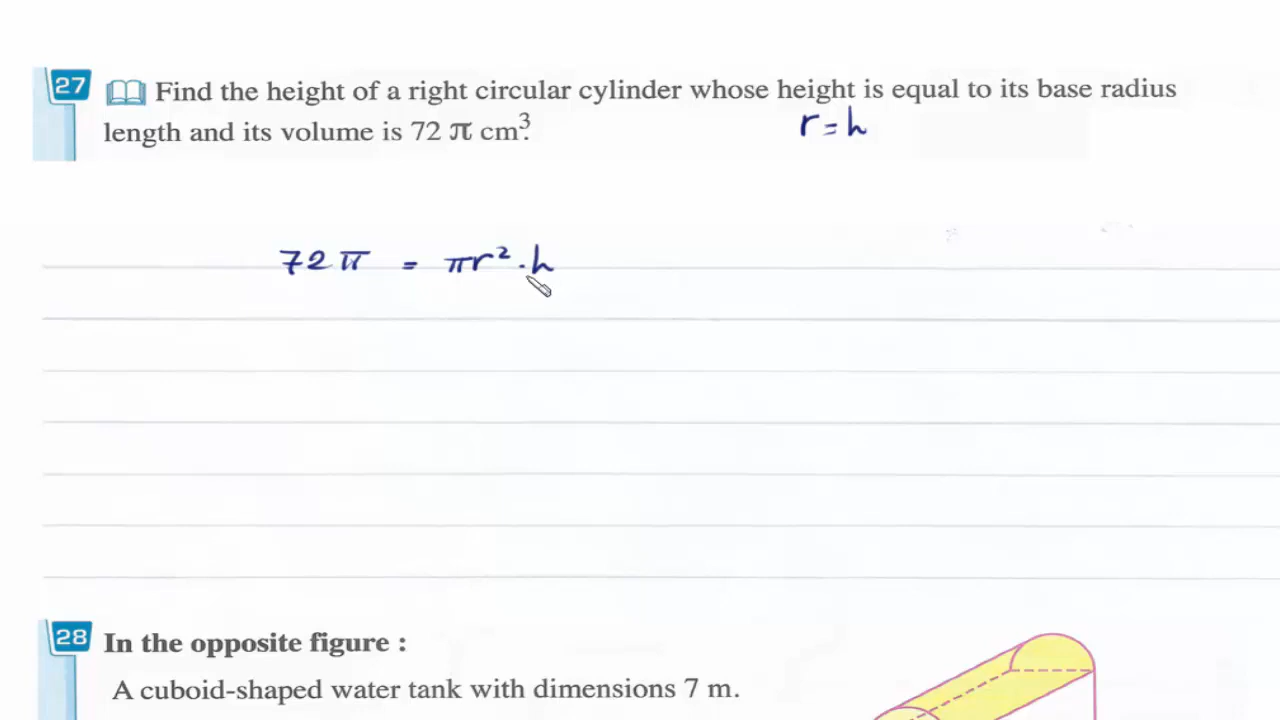 27 Find the height of a right circular cylinder whose height is equal to its base radius
length and its volume is 72 π cm³.
r = h
72 π = πr² · h
28 In the opposite figure :
A cuboid-shaped water tank with dimensions 7 m.